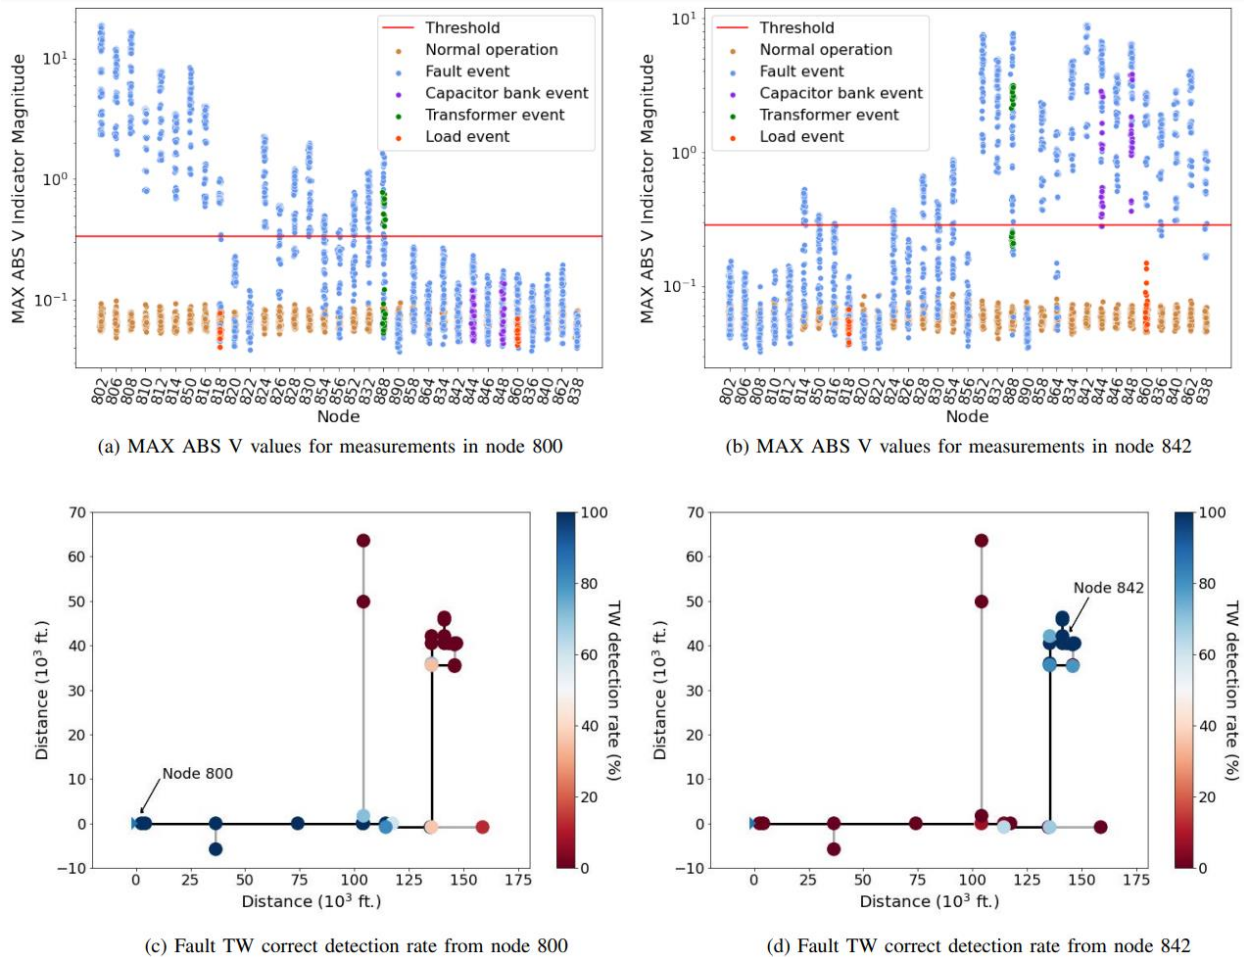 MAX ABS V Indicator Magnitude
10¹
10⁰
10⁻¹
Threshold
Normal operation
Fault event
Capacitor bank event
Transformer event
Load event
802 806 808 810 812 814 850 816 818 820 822 824 826 828 830 854 856 852 832 888 890 858 864 834 842 844 846 848 860 836 840 862 838
Node
(a) MAX ABS V values for measurements in node 800
MAX ABS V Indicator Magnitude
10¹
10⁰
10⁻¹
Threshold
Normal operation
Fault event
Capacitor bank event
Transformer event
Load event
802 806 808 810 812 814 850 816 818 820 822 824 826 828 830 854 856 852 832 888 890 858 864 834 842 844 846 848 860 836 840 862 838
Node
(b) MAX ABS V values for measurements in node 842
Distance (10³ ft.)
70
60
50
40
30
20
10
0
−10
Node 800
0 25 50 75 100 125 150 175
Distance (10³ ft.)
100
80
60
40
20
0
TW detection rate (%)
(c) Fault TW correct detection rate from node 800
Distance (10³ ft.)
70
60
50
40
30
20
10
0
−10
Node 842
0 25 50 75 100 125 150 175
Distance (10³ ft.)
100
80
60
40
20
0
TW detection rate (%)
(d) Fault TW correct detection rate from node 842